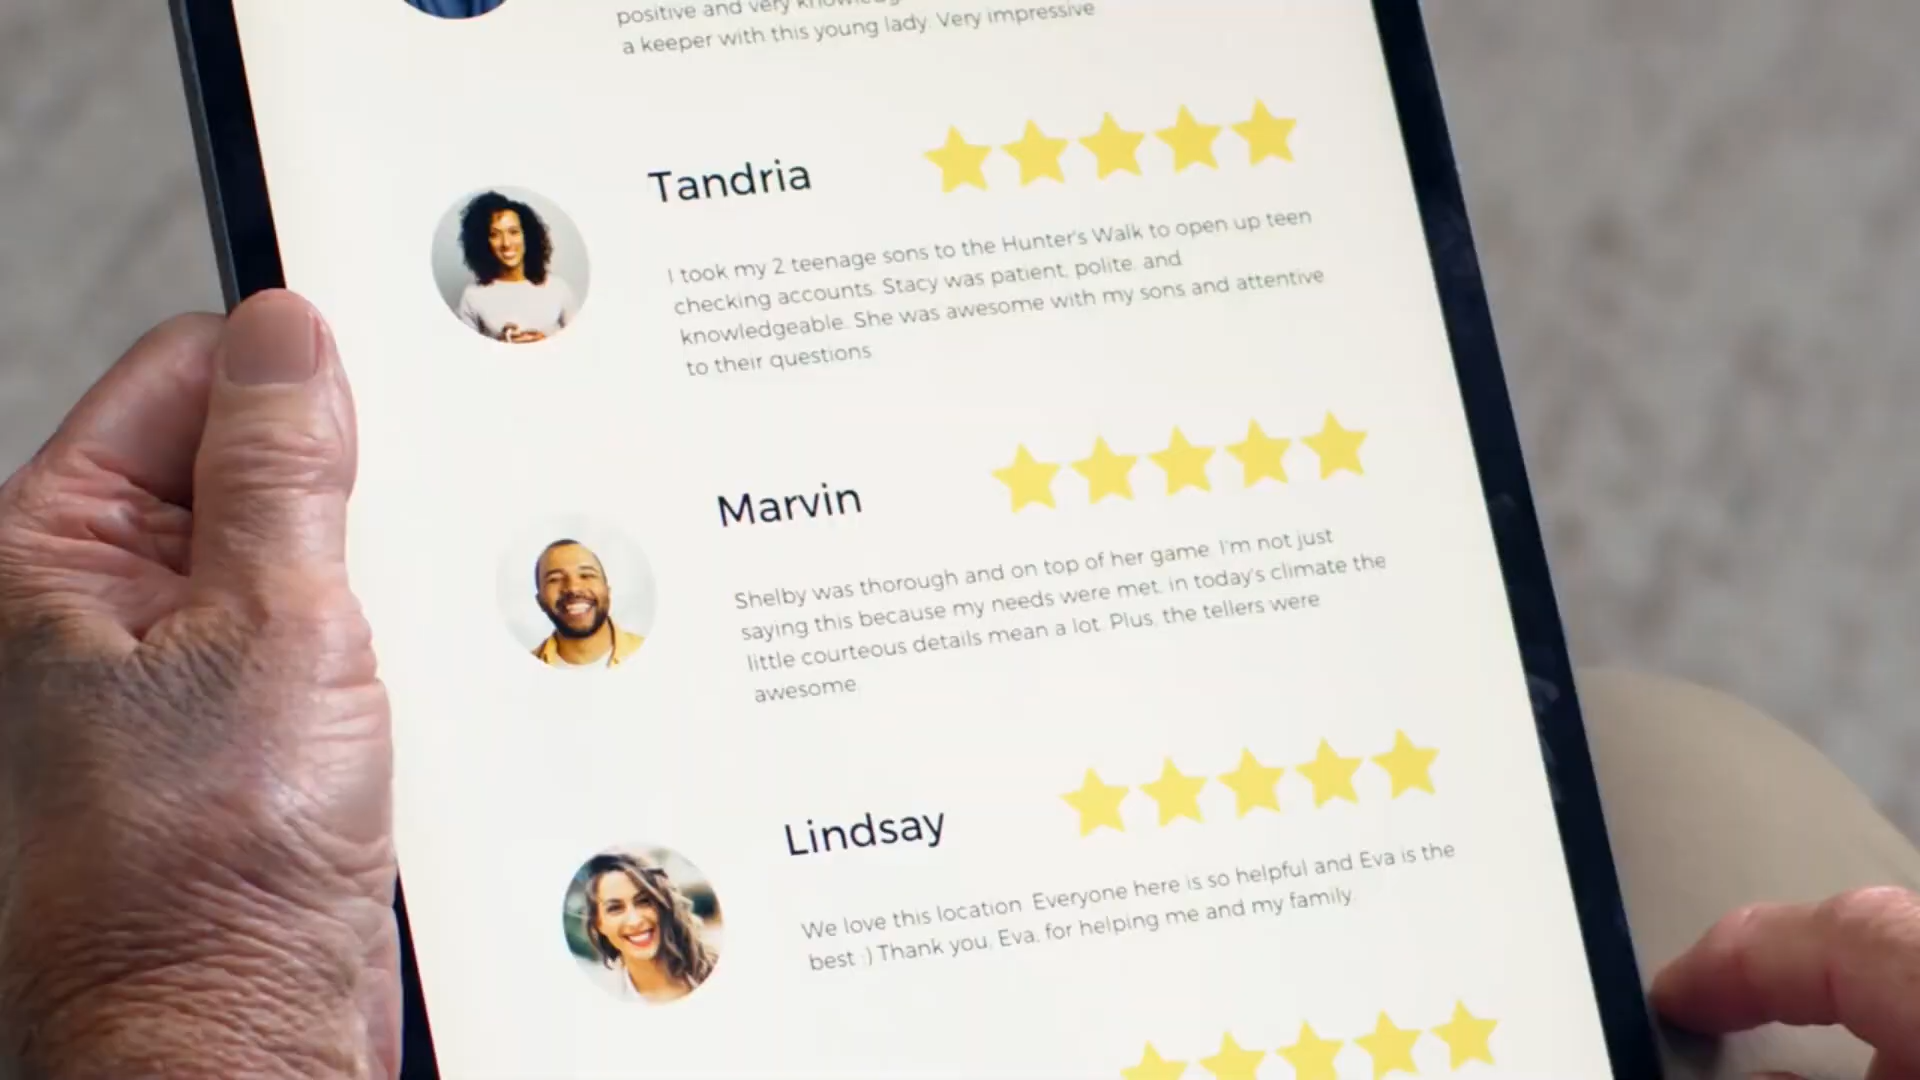 positive and very
a keeper with this young lady. Very impressive
Tandria
I took my 2 teenage sons to the Hunter's Walk to open up teen
checking accounts. Stacy was patient, polite, and
knowledgeable. She was awesome with my sons and attentive
to their questions.
Marvin
Shelby was thorough and on top of her game. I'm not just
saying this because my needs were met, in today's climate the
little courteous details mean a lot. Plus, the tellers were
awesome.
Lindsay
We love this location. Everyone here is so helpful and Eva is the
best :) Thank you, Eva, for helping me and my family.